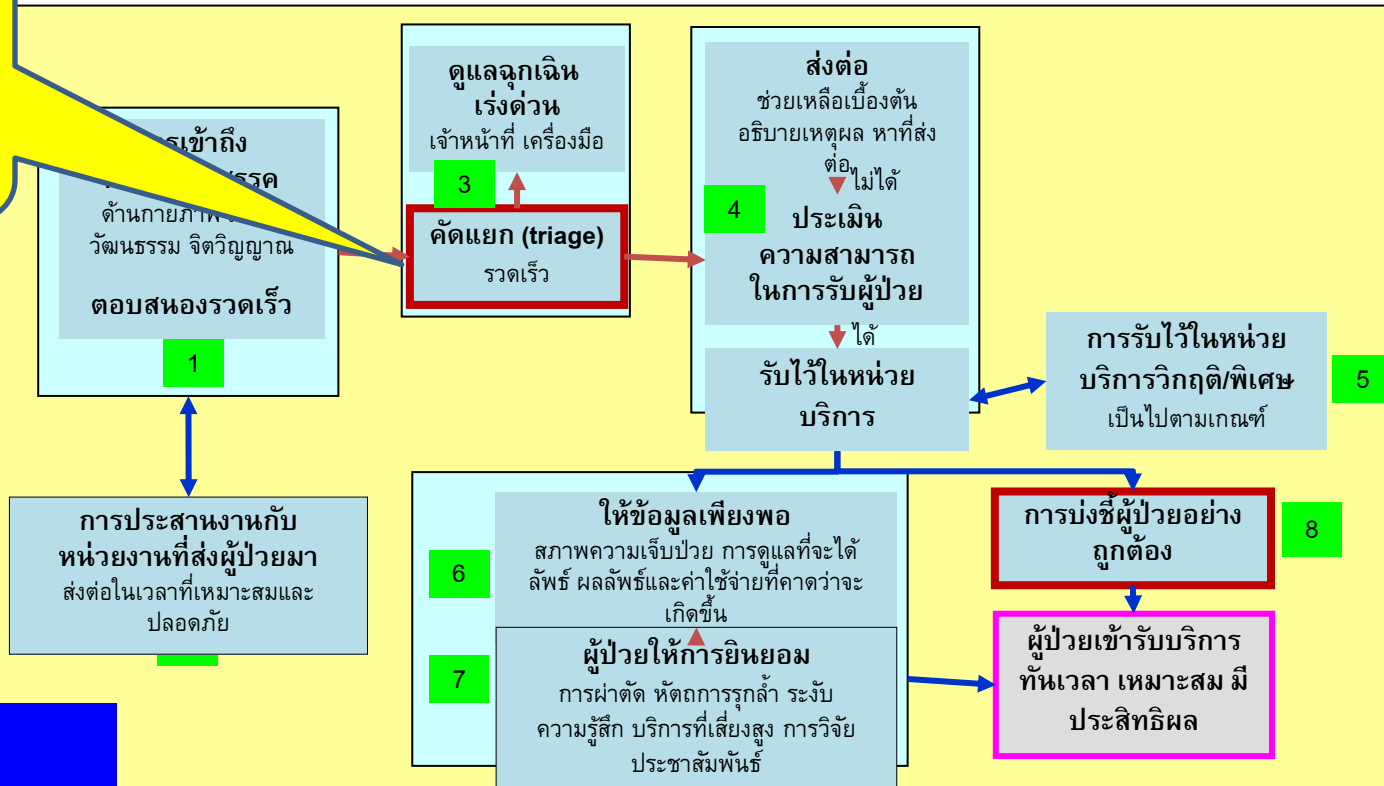 ดูแลฉุกเฉิน
เร่งด่วน
เจ้าหน้าที่ เครื่องมือ
3
คัดแยก (triage)
รวดเร็ว
ส่งต่อ
ช่วยเหลือเบื้องต้น
อธิบายเหตุผล หาที่ส่ง
ต่อ
ไม่ได้
4
ประเมิน
ความสามารถ
ในการรับผู้ป่วย
ได้
รับไว้ในหน่วย
บริการ
เข้าถึง
ด้านกายภาพ
วัฒนธรรม จิตวิญญาณ
ตอบสนองรวดเร็ว
1
การรับไว้ในหน่วย
บริการวิกฤติ/พิเศษ
เป็นไปตามเกณฑ์
5
การประสานงานกับ
หน่วยงานที่ส่งผู้ป่วยมา
ส่งต่อในเวลาที่เหมาะสมและ
ปลอดภัย
ให้ข้อมูลเพียงพอ
สภาพความเจ็บป่วย การดูแลที่จะได้
ลัพธ์ ผลลัพธ์และค่าใช้จ่ายที่คาดว่าจะ
เกิดขึ้น
6
ผู้ป่วยให้การยินยอม
การผ่าตัด หัตถการรุกล้ำ ระงับ
ความรู้สึก บริการที่เสี่ยงสูง การวิจัย
ประชาสัมพันธ์
7
การบ่งชี้ผู้ป่วยอย่าง
ถูกต้อง
8
ผู้ป่วยเข้ารับบริการ
ทันเวลา เหมาะสม มี
ประสิทธิผล